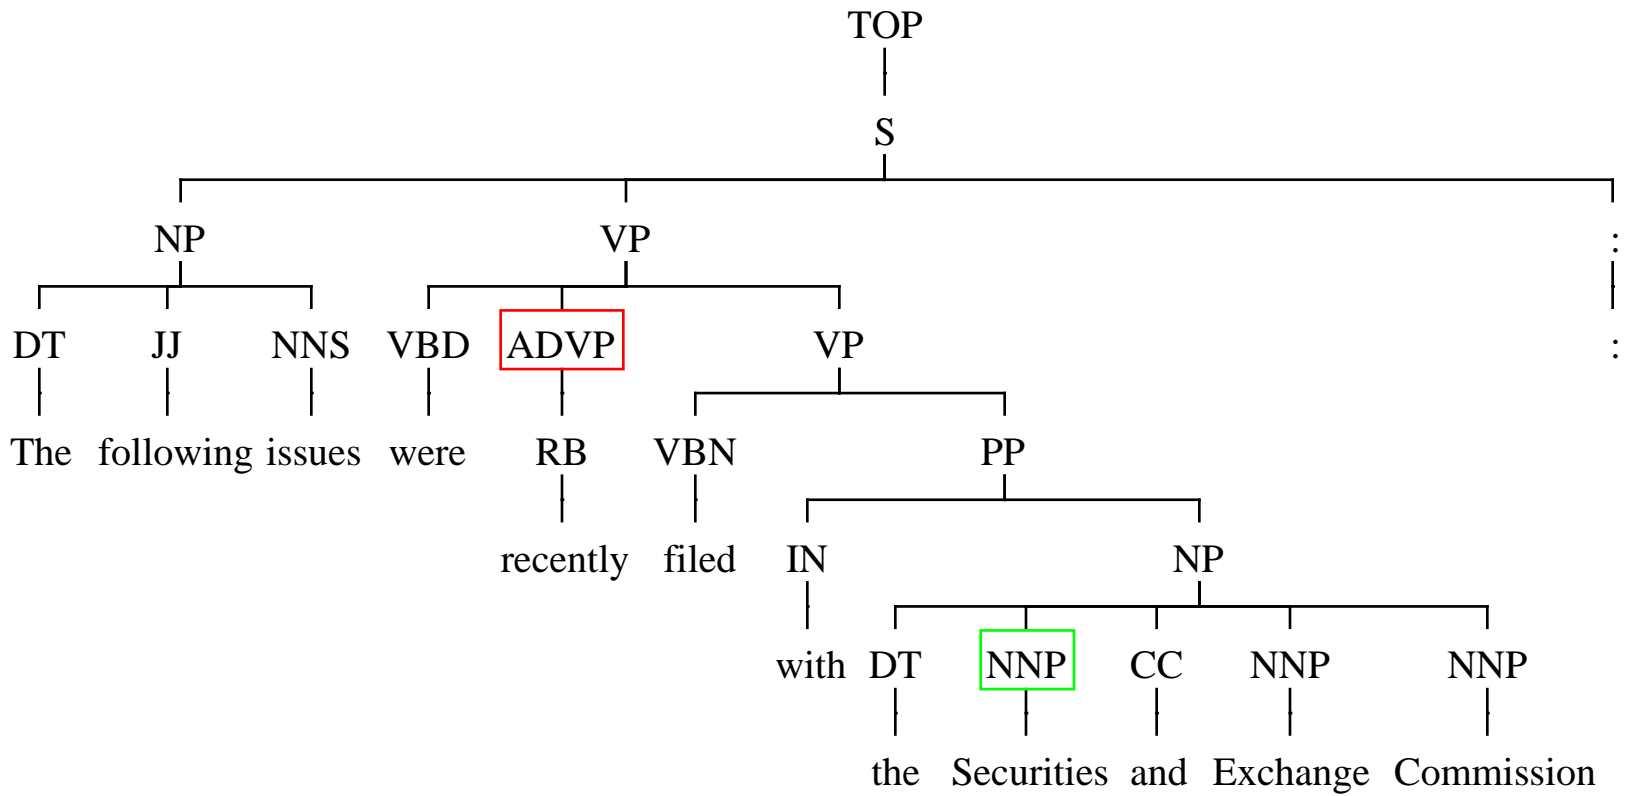 TOP
S
NP VP :
DT JJ NNS VBD ADVP VP :
The following issues were RB VBN PP
recently filed IN NP
with DT NNP CC NNP NNP
the Securities and Exchange Commission